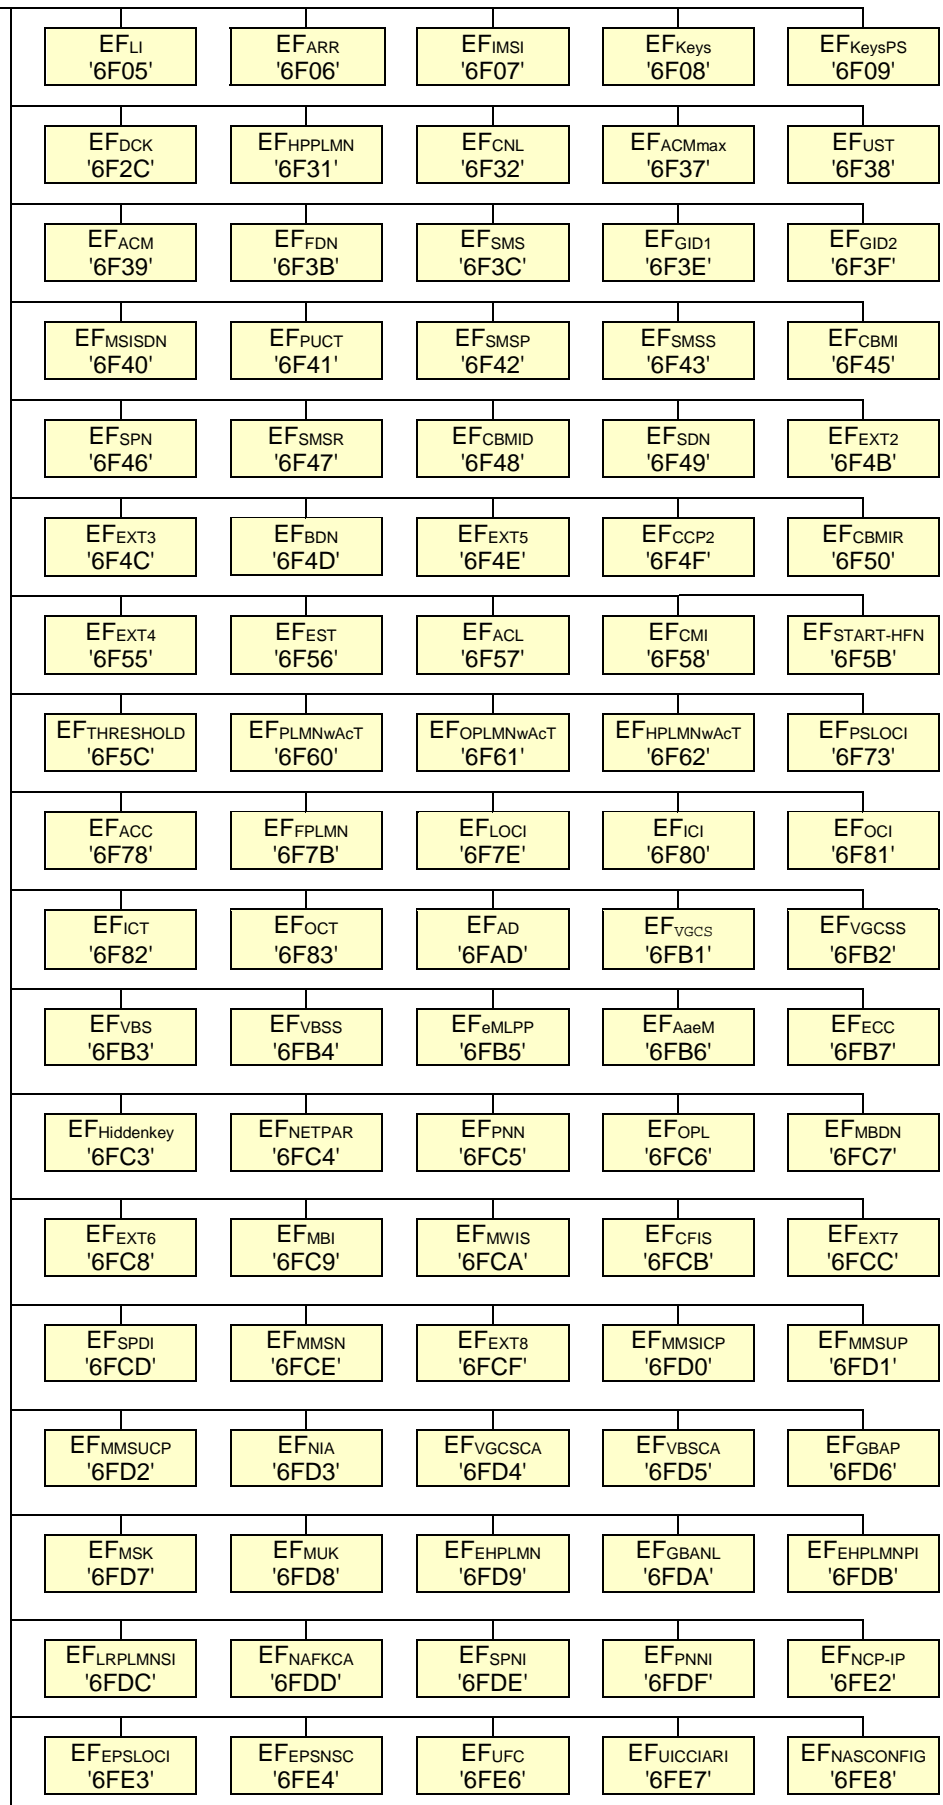 EFLI EFARR EFIMSI EFKeys EFKeysPS
'6F05' '6F06' '6F07' '6F08' '6F09'
EFDCK EFHPPLMN EFCNL EFACMmax EFUST
'6F2C' '6F31' '6F32' '6F37' '6F38'
EFACM EFFDN EFSMS EFGID1 EFGID2
'6F39' '6F3B' '6F3C' '6F3E' '6F3F'
EFMSISDN EFPUCT EFSMSP EFSMSS EFCBMI
'6F40' '6F41' '6F42' '6F43' '6F45'
EFSPN EFSMSR EFCBMID EFSDN EFEXT2
'6F46' '6F47' '6F48' '6F49' '6F4B'
EFEXT3 EFBDN EFEXT5 EFCCP2 EFCBMIR
'6F4C' '6F4D' '6F4E' '6F4F' '6F50'
EFEXT4 EFEST EFACL EFCMI EFSTART-HFN
'6F55' '6F56' '6F57' '6F58' '6F5B'
EFTHRESHOLD EFPLMNwAcT EFOPLMNwAcT EFHPLMNwAcT EFPSLOCI
'6F5C' '6F60' '6F61' '6F62' '6F73'
EFACC EFFPLMN EFLOCI EFICI EFOCI
'6F78' '6F7B' '6F7E' '6F80' '6F81'
EFICT EFOCT EFAD EFVGCS EFVGCSS
'6F82' '6F83' '6FAD' '6FB1' '6FB2'
EFVBS EFVBSS EFeMLPP EFAaeM EFECC
'6FB3' '6FB4' '6FB5' '6FB6' '6FB7'
EFHiddenkey EFNETPAR EFPNN EFOPL EFMBDN
'6FC3' '6FC4' '6FC5' '6FC6' '6FC7'
EFEXT6 EFMBI EFMWIS EFCFIS EFEXT7
'6FC8' '6FC9' '6FCA' '6FCB' '6FCC'
EFSPDI EFMMSN EFEXT8 EFMMSICP EFMMSUP
'6FCD' '6FCE' '6FCF' '6FD0' '6FD1'
EFMMSUCP EFNIA EFVGCSCA EFVBSCA EFGBAP
'6FD2' '6FD3' '6FD4' '6FD5' '6FD6'
EFMSK EFMUK EFEHPLMN EFGBANL EFEHPLMNPI
'6FD7' '6FD8' '6FD9' '6FDA' '6FDB'
EFLRPLMNSI EFNAFKCA EFSPNI EFPNNI EFNCP-IP
'6FDC' '6FDD' '6FDE' '6FDF' '6FE2'
EFEPSLOCI EFEPSNSC EFUFC EFUICCIARI EFNASCONFIG
'6FE3' '6FE4' '6FE6' '6FE7' '6FE8'